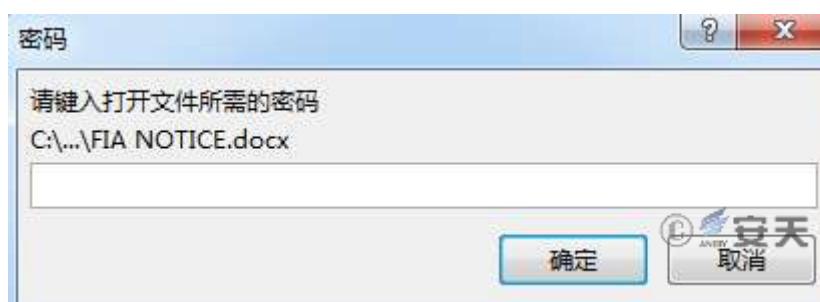 密码
请键入打开文件所需的密码
C:\...\FIA NOTICE.docx
© ANTIY 安天
确定
取消